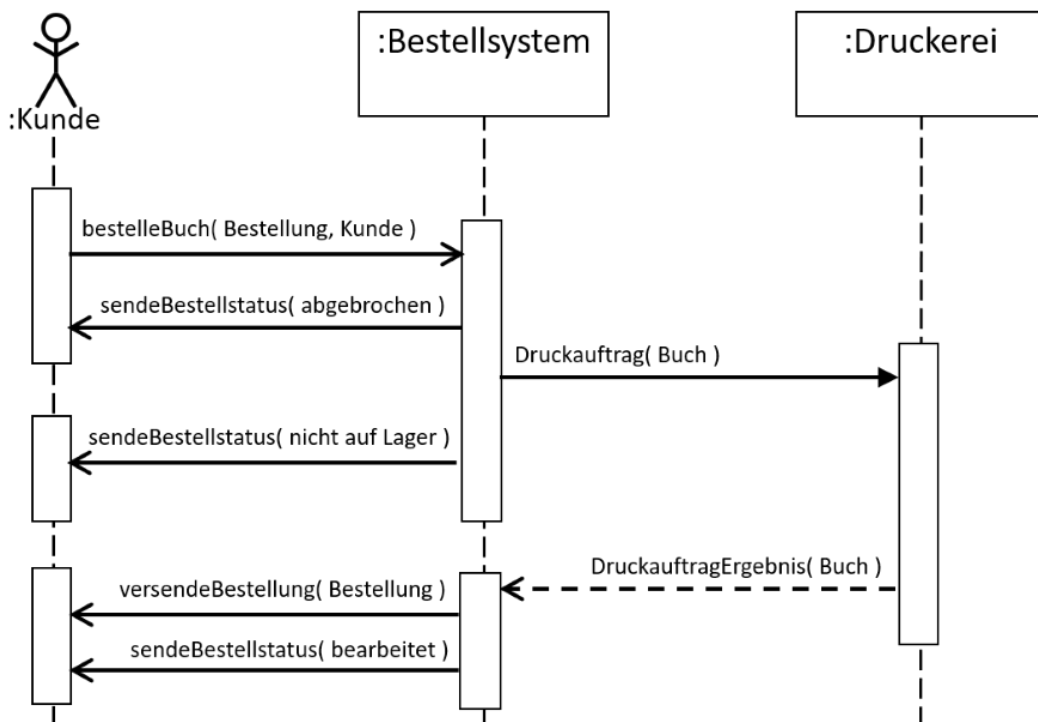 :Kunde
:Bestellsystem
:Druckerei
bestelleBuch( Bestellung, Kunde )
sendeBestellstatus( abgebrochen )
Druckauftrag( Buch )
sendeBestellstatus( nicht auf Lager )
DruckauftragErgebnis( Buch )
versendeBestellung( Bestellung )
sendeBestellstatus( bearbeitet )